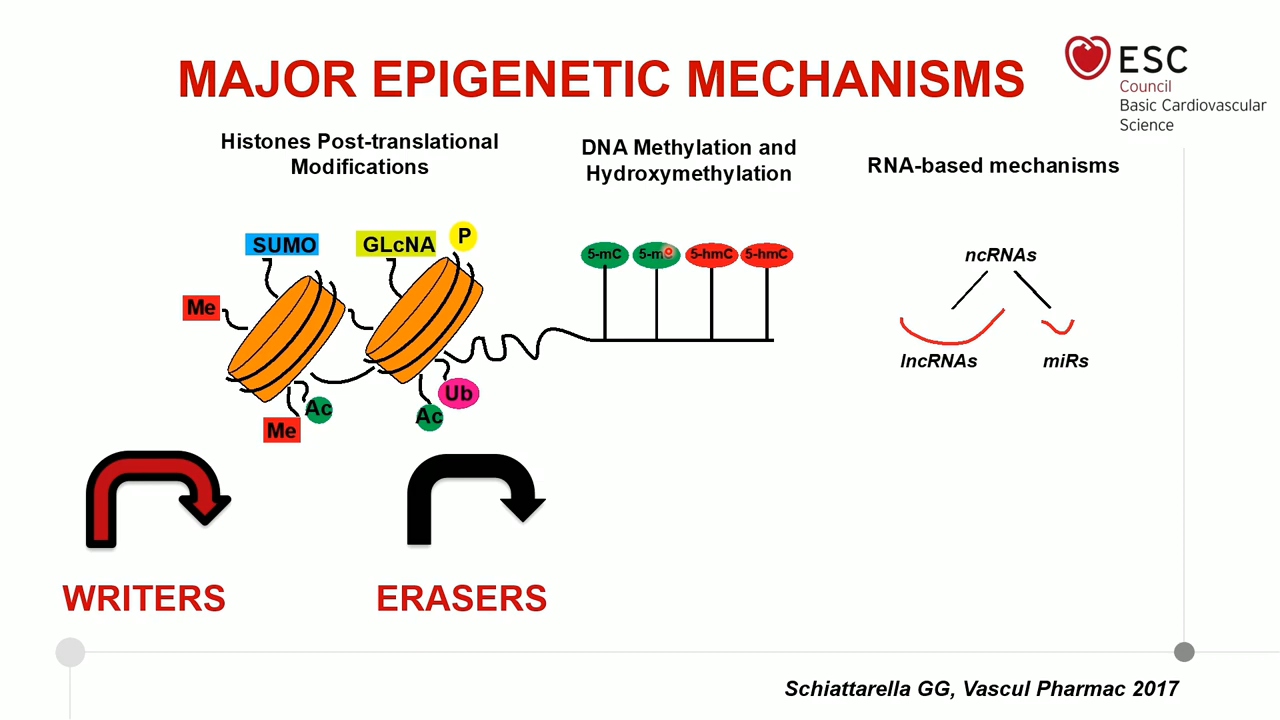 MAJOR EPIGENETIC MECHANISMS
ESC
Council
Basic Cardiovascular
Science
Histones Post-translational
Modifications
DNA Methylation and
Hydroxymethylation
RNA-based mechanisms
SUMO
GLcNA
P
Me
Me
Ac
Ac
Ub
5-mC
5-m
5-hmC
5-hmC
ncRNAs
lncRNAs
miRs
WRITERS
ERASERS
Schiattarella GG, Vascul Pharmac 2017